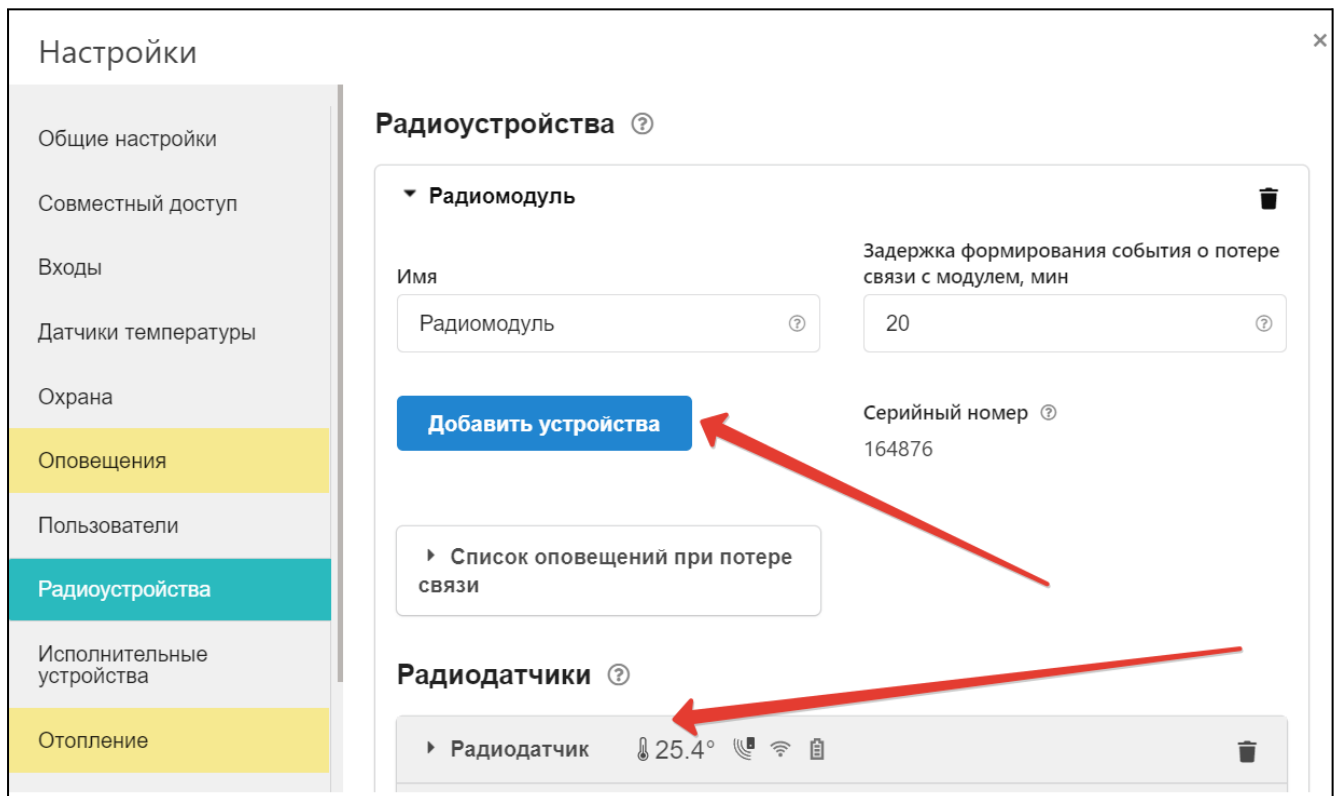 Настройки
Общие настройки
Совместный доступ
Входы
Датчики температуры
Охрана
Оповещения
Пользователи
Радиоустройства
Исполнительные
устройства
Отопление
Радиоустройства
Радиомодуль
Имя
Радиомодуль
Задержка формирования события о потере
связи с модулем, мин
20
Добавить устройства
Серийный номер
164876
Список оповещений при потере
связи
Радиодатчики
Радиодатчик 25.4°